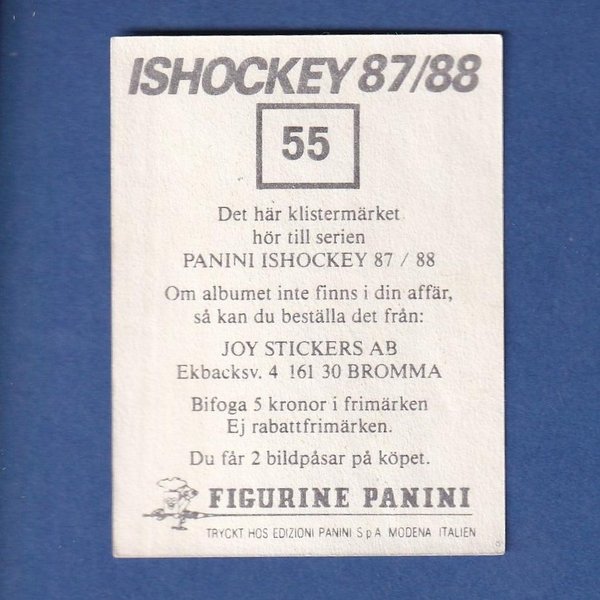 ISHOCKEY 87/88
55
Det här klistermärket
hör till serien
PANINI ISHOCKEY 87 / 88
Om albumet inte finns i din affär,
så kan du beställa det från:
JOY STICKERS AB
Ekbacksv. 4 161 30 BROMMA
Bifoga 5 kronor i frimärken
Ej rabattfrimärken.
Du får 2 bildpåsar på köpet.
FIGURINE PANINI
TRYCKT HOS EDIZIONI PANINI S p A MODENA ITALIEN